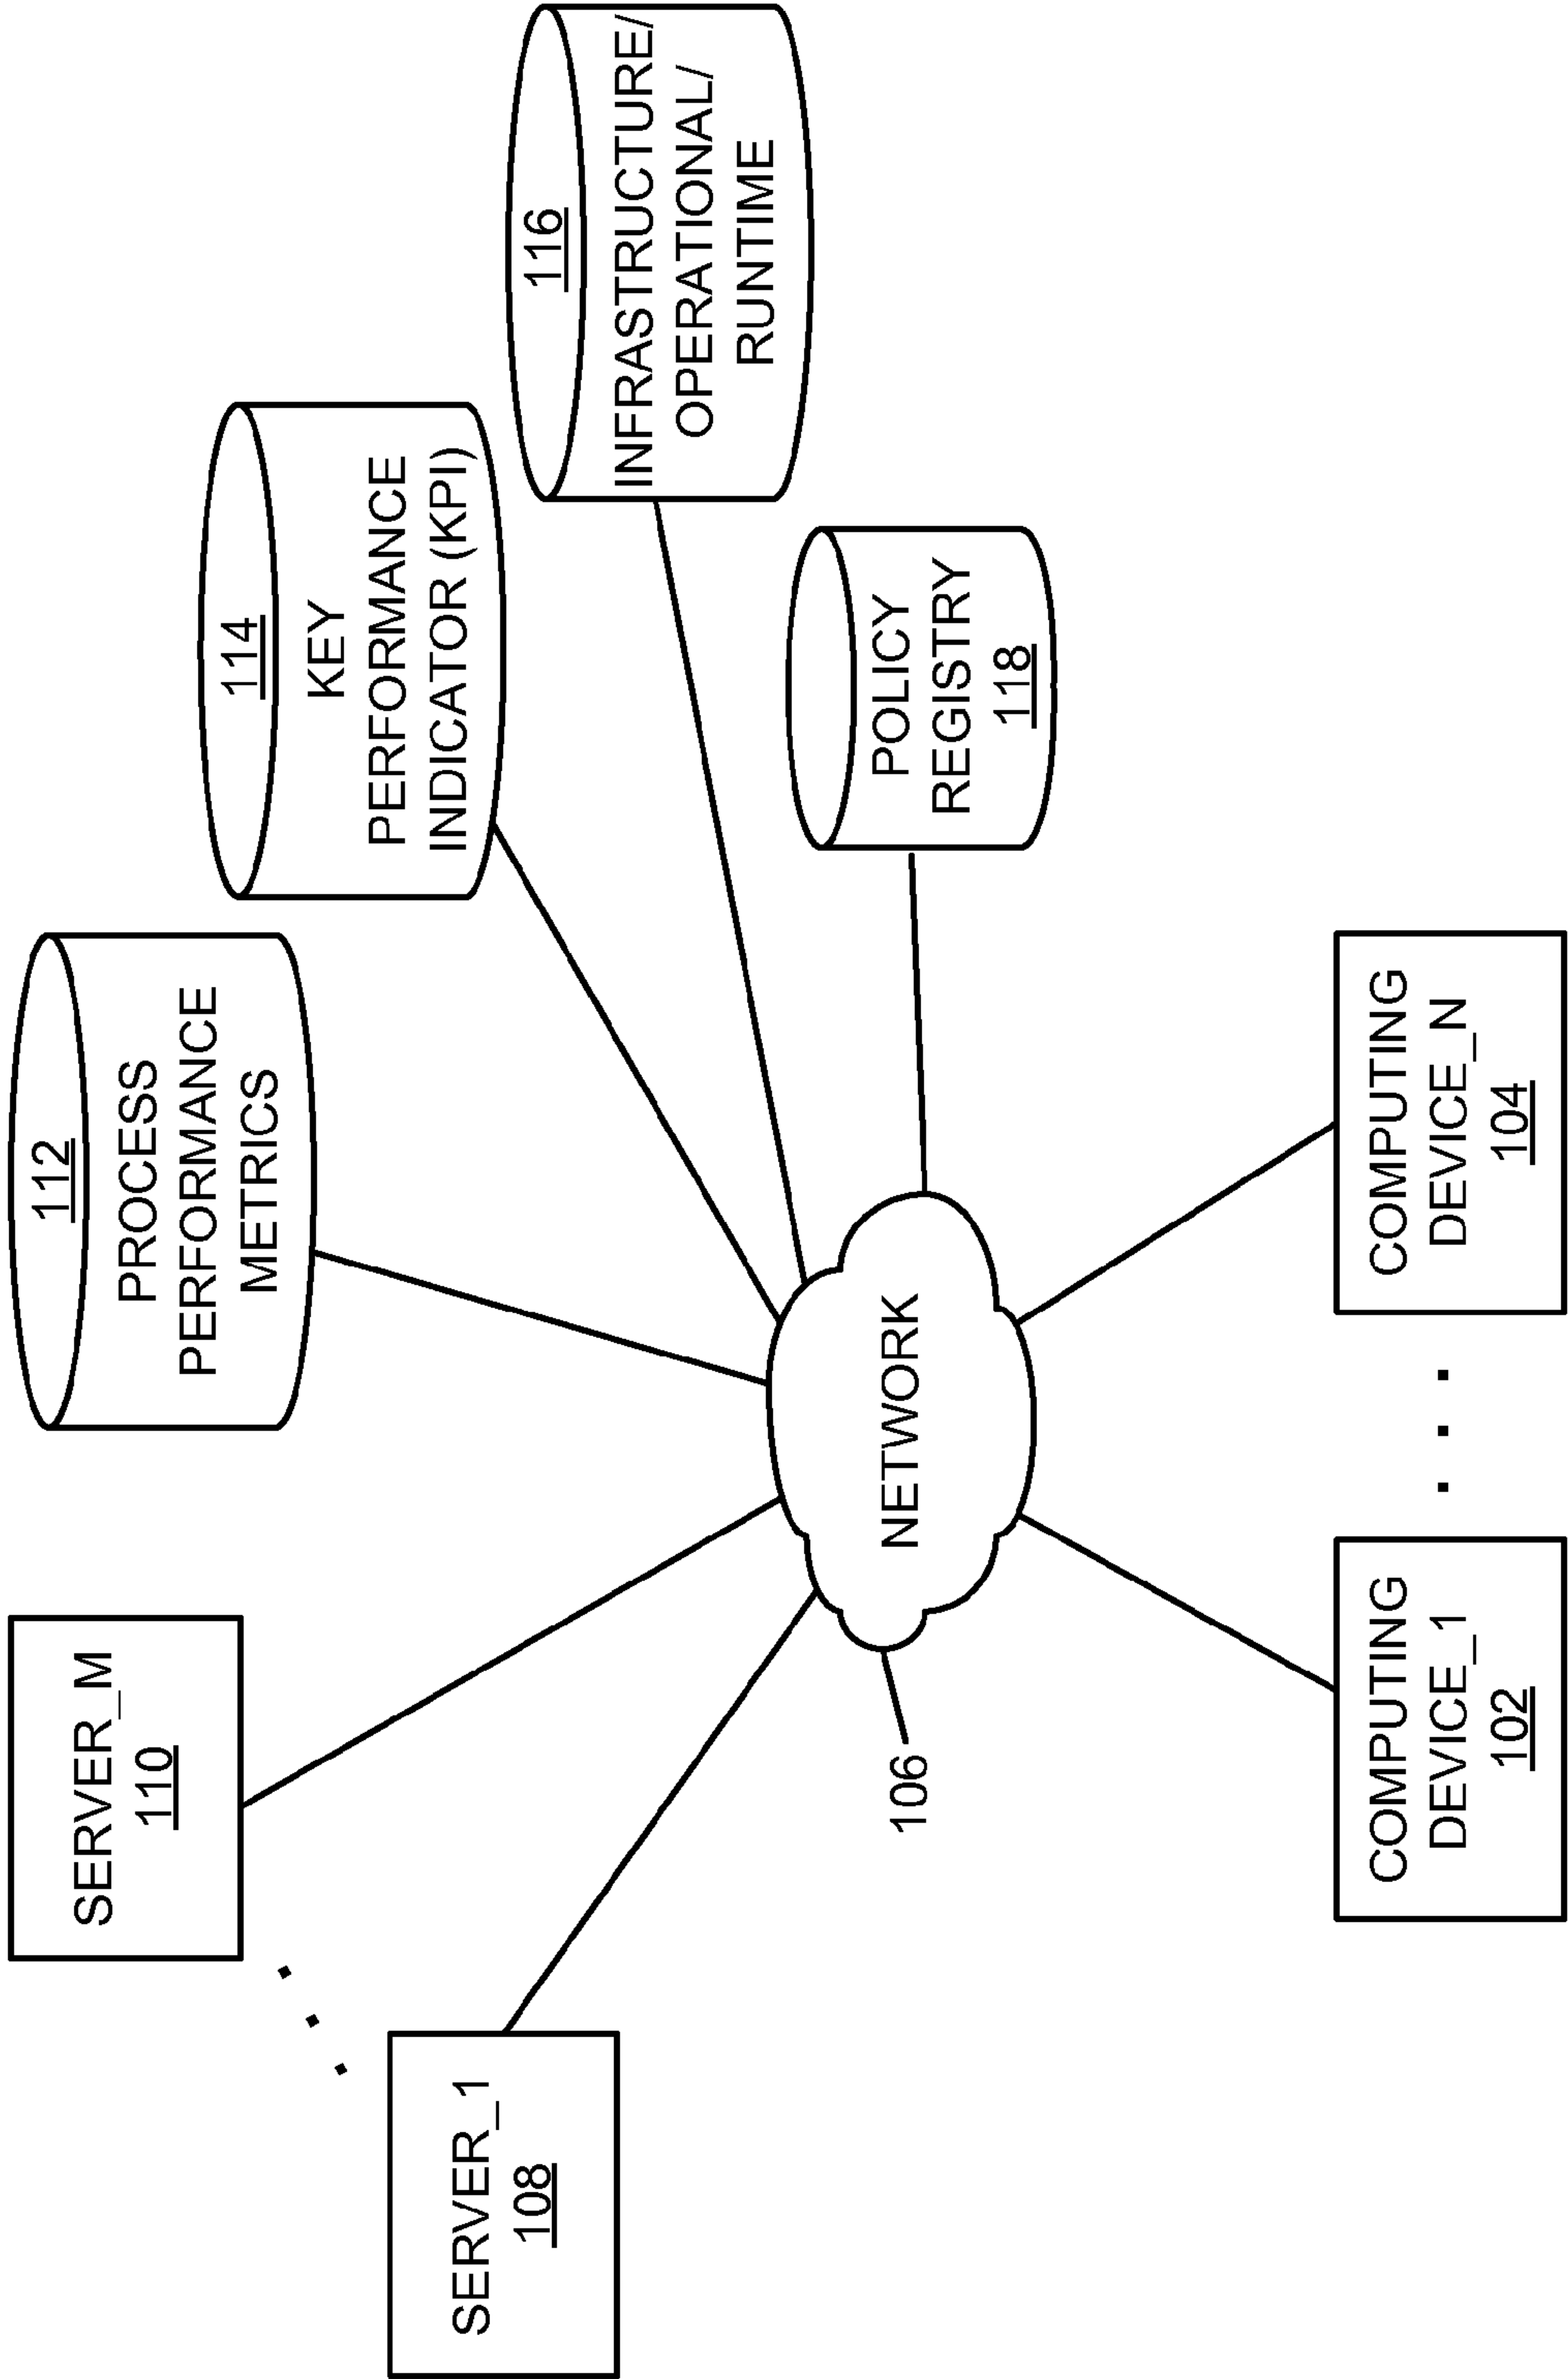 SERVER_M
110
SERVER_1
108
112
PROCESS
PERFORMANCE
METRICS
114
KEY
PERFORMANCE
INDICATOR (KPI)
116
INFRASTRUCTURE/
OPERATIONAL/
RUNTIME
POLICY
REGISTRY
118
NETWORK
106
COMPUTING
DEVICE_1
102
COMPUTING
DEVICE_N
104